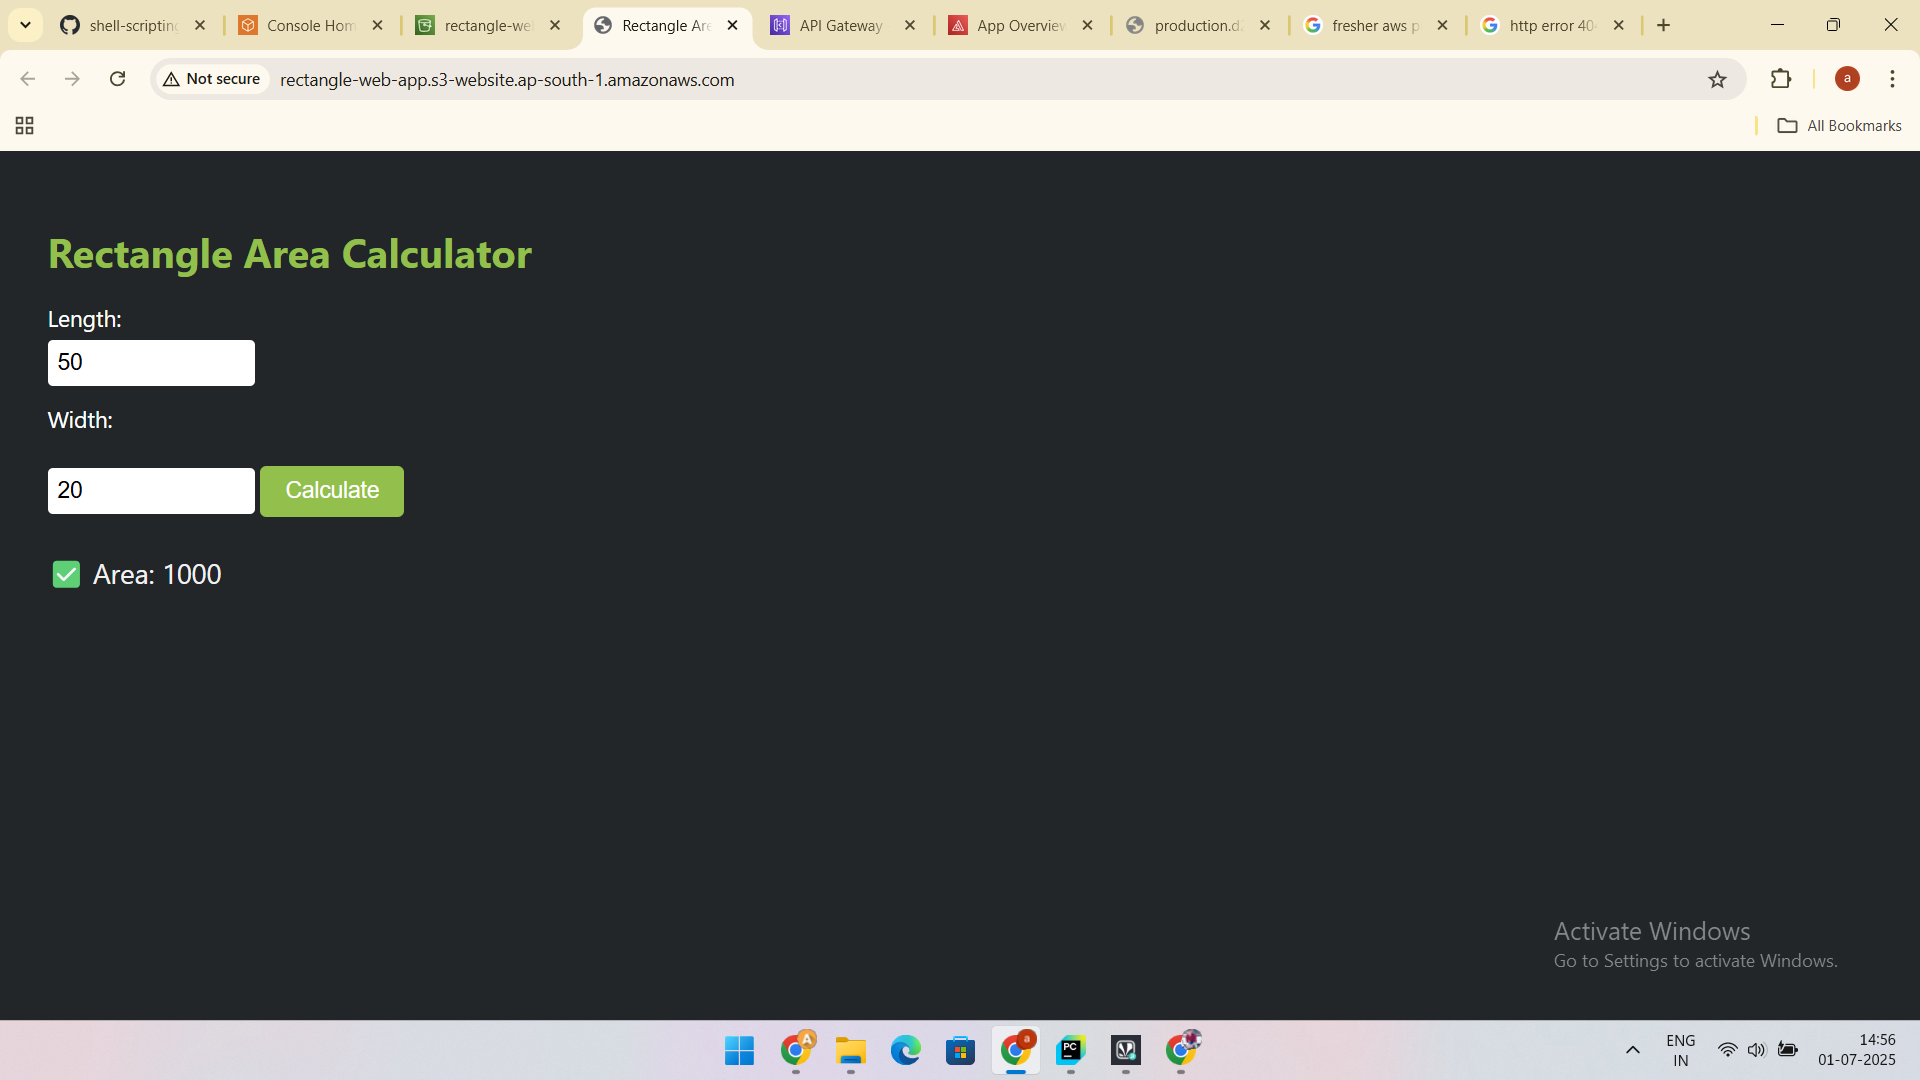 shell-scripting
Console Hom
rectangle-we
Rectangle Are
API Gateway
App Overview
production.d
fresher aws p
http error 40
Not secure
rectangle-web-app.s3-website.ap-south-1.amazonaws.com
a
All Bookmarks
Rectangle Area Calculator
Length:
50
Width:
20
Calculate
Area: 1000
Activate Windows
Go to Settings to activate Windows.
A
a
PC
ENG
IN
14:56
01-07-2025